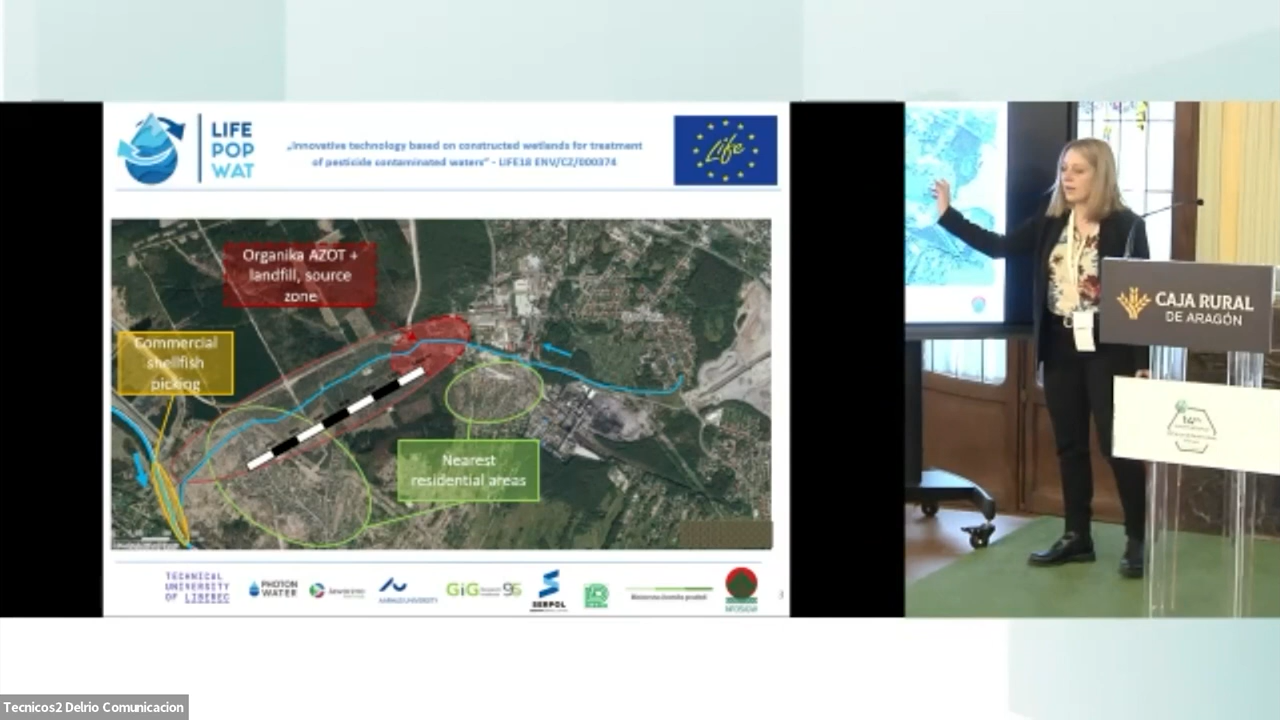 LIFE
POP
WAT
„Innovative technology based on constructed wetlands for treatment
of pesticide contaminated waters" - LIFE18 ENV/CZ/000374
Life
Organika AZOT +
landfill, source
zone
Commercial
shellfish
picking
Nearest
residential areas
TECHNICAL
UNIVERSITY
OF LIBEREC
PHOTON
WATER
AARHUS UNIVERSITY
GIG
SERPOL
CAJA RURAL
DE ARAGÓN
14th
Tecnicos2 Delrio Comunicacion